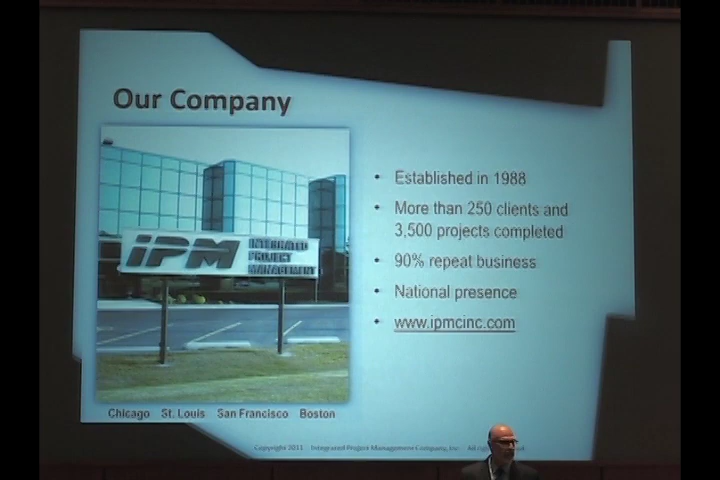 Our Company
Established in 1988
More than 250 clients and
3,500 projects completed
90% repeat business
National presence
www.ipmcinc.com
iPM INTEGRATED
PROJECT
MANAGEMENT
Chicago St. Louis San Francisco Boston
Copyright 2011 Integrated Project Management Company, Inc. All